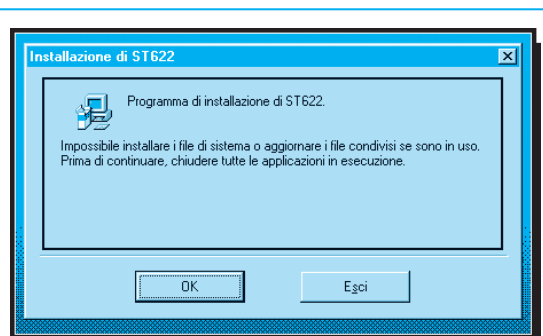 Installazione di ST622
Programma di installazione di ST622.
Impossibile installare i file di sistema o aggiornare i file condivisi se sono in uso.
Prima di continuare, chiudere tutte le applicazioni in esecuzione.
OK
Esci